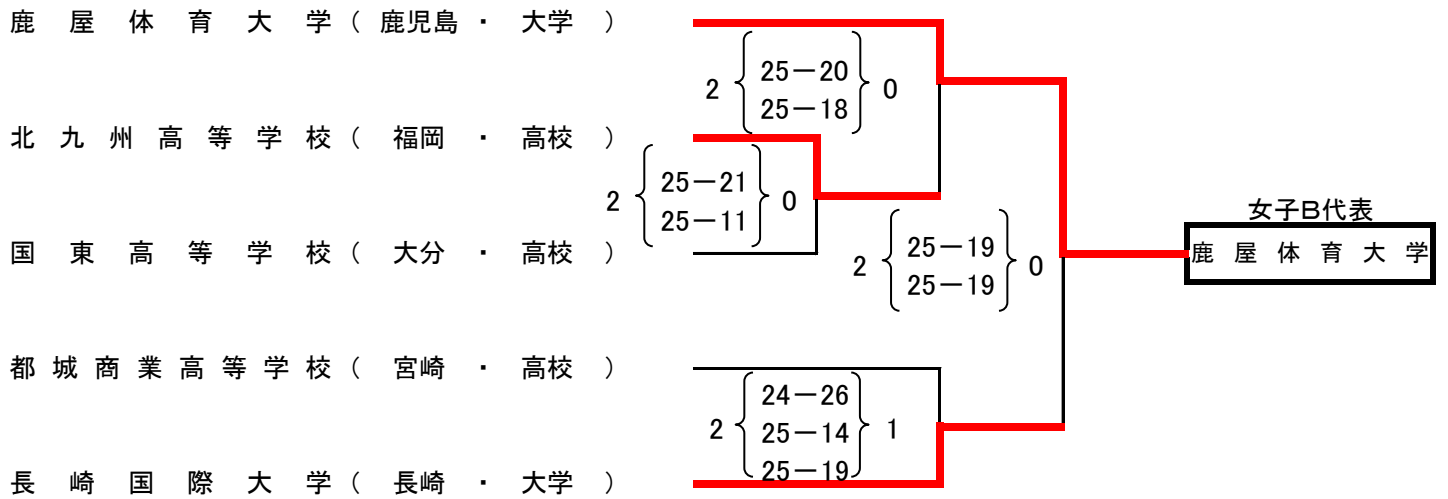 鹿屋体育大学（鹿児島・大学）
2 25－20 0
25－18
北九州高等学校（福岡・高校）
2 25－21 0
25－11
国東高等学校（大分・高校）
2 25－19 0
25－19
女子B代表
鹿屋体育大学
都城商業高等学校（宮崎・高校）
24－26
2 25－14 1
25－19
長崎国際大学（長崎・大学）